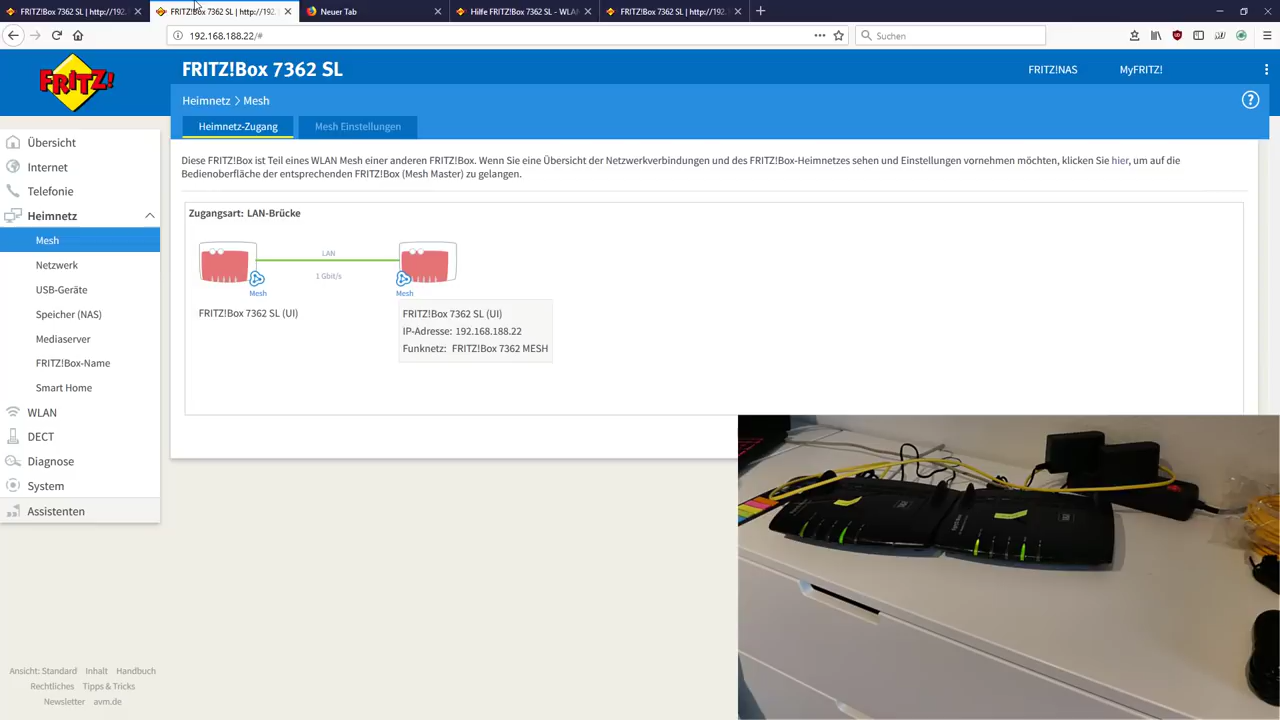 FRITZ!Box 7362 SL | http://192.
FRITZ!Box 7362 SL | http://192.
Neuer Tab
Hilfe FRITZ!Box 7362 SL - WLAN
FRITZ!Box 7362 SL | http://192.
192.168.188.22/#
Suchen
FRITZ!
FRITZ!Box 7362 SL
FRITZ!NAS
MyFRITZ!
Heimnetz > Mesh
Heimnetz-Zugang
Mesh Einstellungen
Übersicht
Internet
Telefonie
Heimnetz
Mesh
Netzwerk
USB-Geräte
Speicher (NAS)
Mediaserver
FRITZ!Box-Name
Smart Home
WLAN
DECT
Diagnose
System
Assistenten
Diese FRITZ!Box ist Teil eines WLAN Mesh einer anderen FRITZ!Box. Wenn Sie eine Übersicht der Netzwerkverbindungen und des FRITZ!Box-Heimnetzes sehen und Einstellungen vornehmen möchten, klicken Sie hier, um auf die
Bedienoberfläche der entsprechenden FRITZ!Box (Mesh Master) zu gelangen.
Zugangsart: LAN-Brücke
LAN
1 Gbit/s
Mesh
Mesh
FRITZ!Box 7362 SL (UI)
FRITZ!Box 7362 SL (UI)
IP-Adresse: 192.168.188.22
Funknetz: FRITZ!Box 7362 MESH
Ansicht: Standard Inhalt Handbuch
Rechtliches Tipps & Tricks
Newsletter avm.de